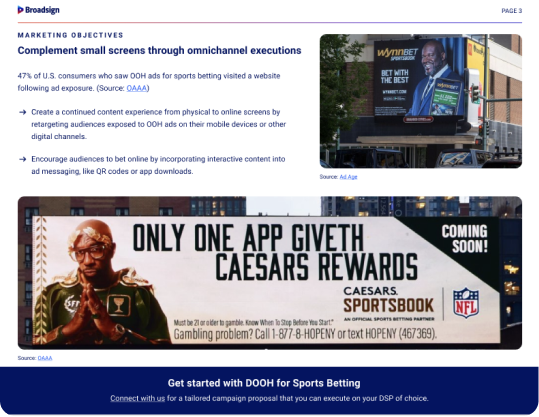 Broadsign
PAGE 3
MARKETING OBJECTIVES
Complement small screens through omnichannel executions
47% of U.S. consumers who saw OOH ads for sports betting visited a website
following ad exposure. (Source: OAAA)
→ Create a continued content experience from physical to online screens by
retargeting audiences exposed to OOH ads on their mobile devices or other
digital channels.
→ Encourage audiences to bet online by incorporating interactive content into
ad messaging, like QR codes or app downloads.
WYNNBET
SPORTSBOOK
BET WITH
THE BEST
Source: Ad Age
ONLY ONE APP GIVETH
CAESARS REWARDS
COMING
SOON!
CAESARS
SPORTSBOOK
NFL
AN OFFICIAL SPORTS BETTING PARTNER
Must be 21 or older to gamble. Know When To Stop Before You Start.®
Gambling problem? Call 1-877-8-HOPENY or text HOPENY (467369).
Source: OAAA
Get started with DOOH for Sports Betting
Connect with us for a tailored campaign proposal that you can execute on your DSP of choice.